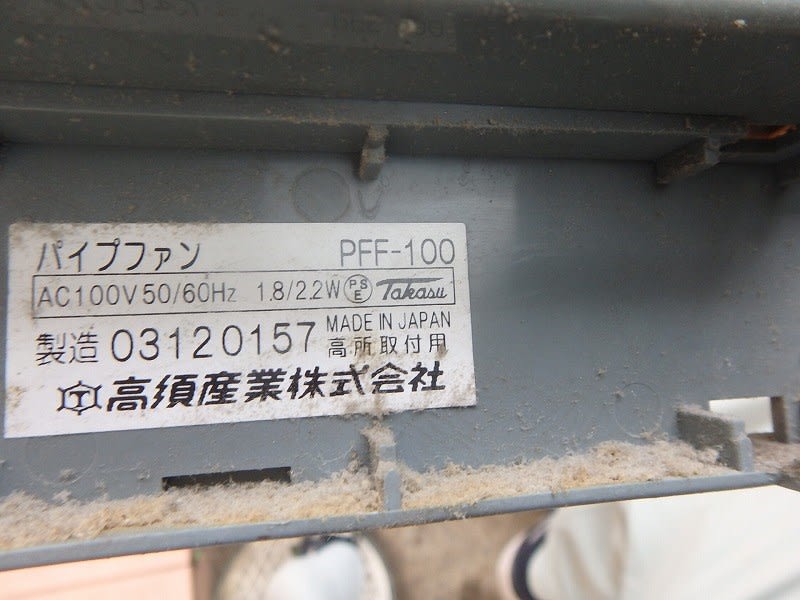 パイプファン PFF-100
AC100V 50/60Hz 1.8/2.2W PSE Takasu
製造 03120157 MADE IN JAPAN
高所取付用
高須産業株式会社